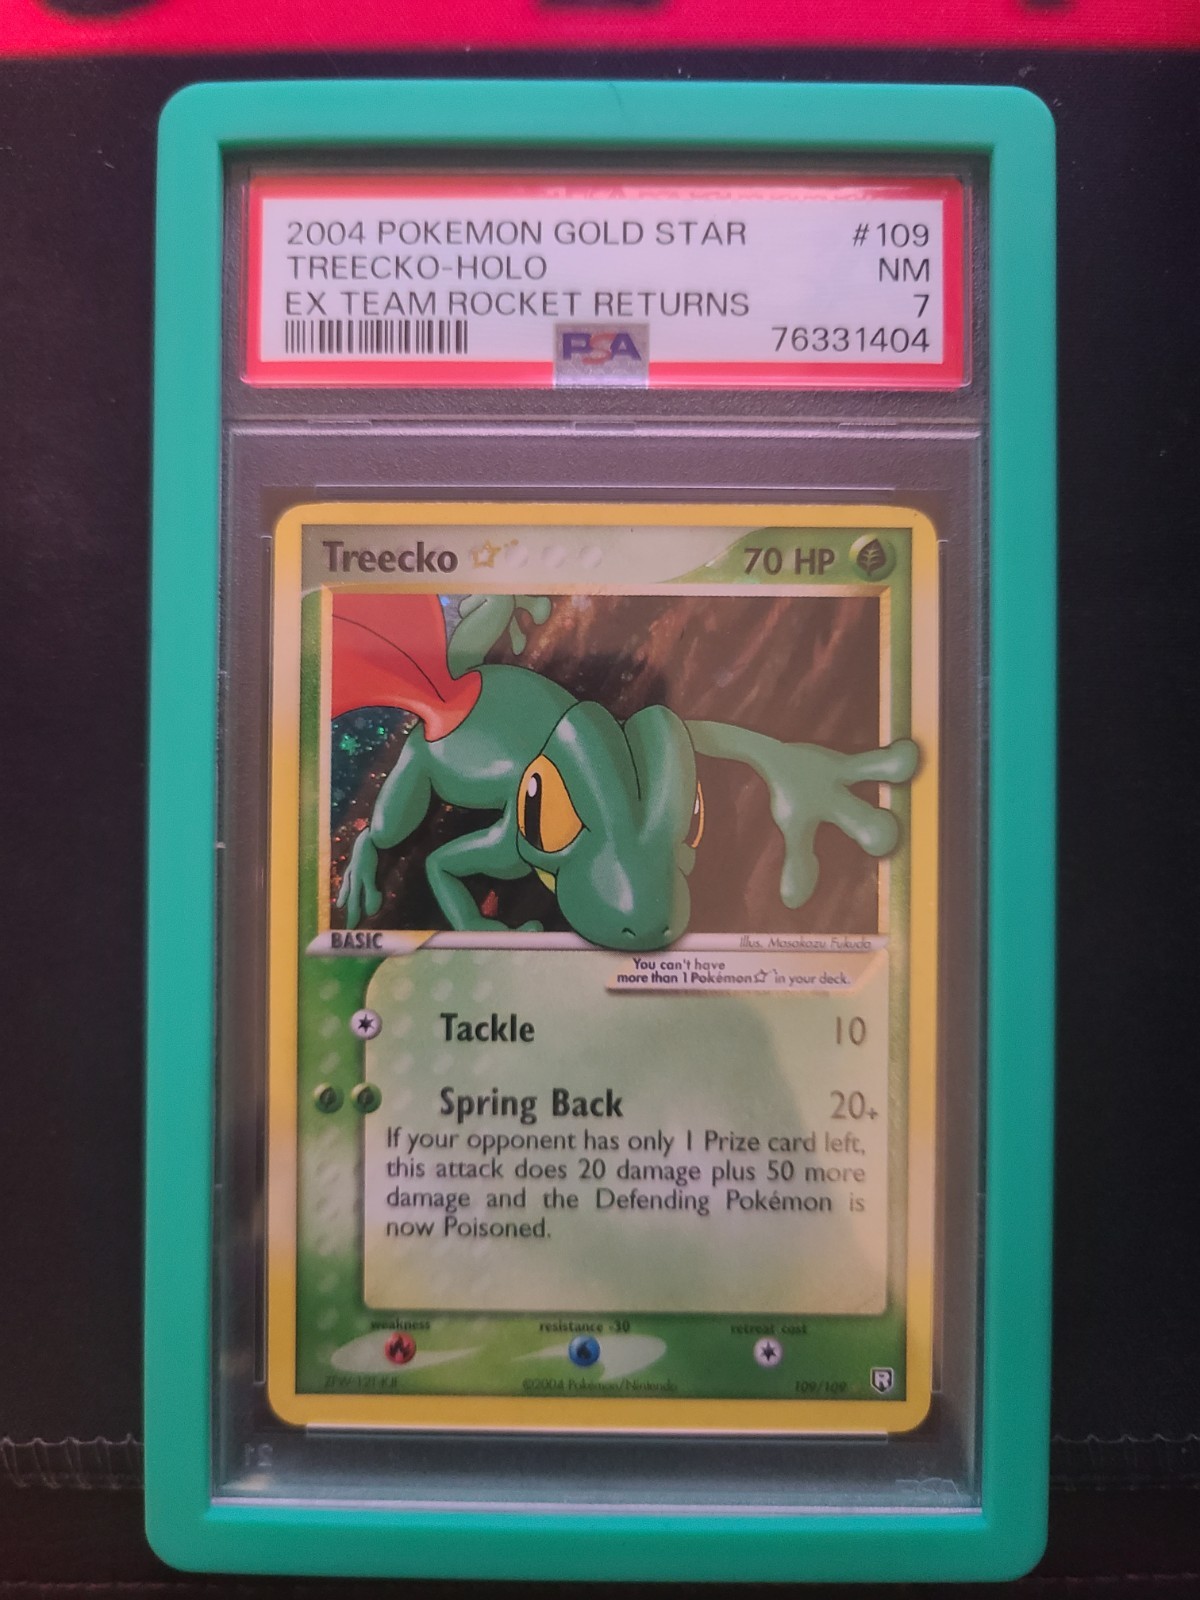 2004 POKEMON GOLD STAR #109
TREECKO-HOLO NM
EX TEAM ROCKET RETURNS 7
PSA 76331404
Treecko 70 HP
BASIC Illus. Masakazu Fukuda
You can't have
more than 1 Pokémon☆ in your deck.
Tackle 10
Spring Back 20+
If your opponent has only 1 Prize card left,
this attack does 20 damage plus 50 more
damage and the Defending Pokémon is
now Poisoned.
weakness resistance -30 retreat cost
©2004 Pokémon/Nintendo 109/109 R